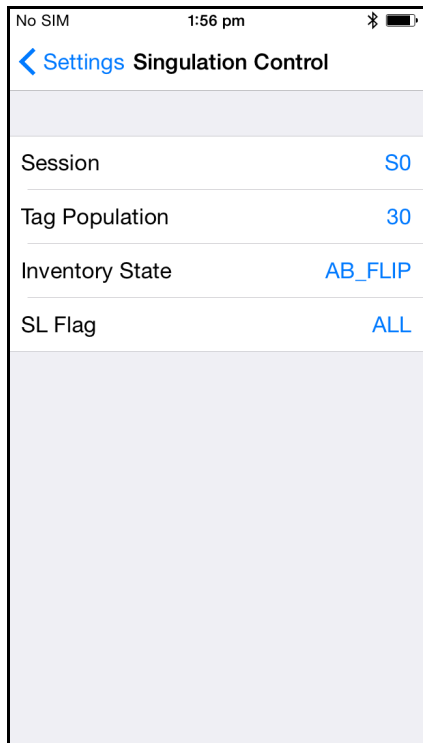 No SIM 1:56 pm
Settings Singulation Control
Session S0
Tag Population 30
Inventory State AB_FLIP
SL Flag ALL